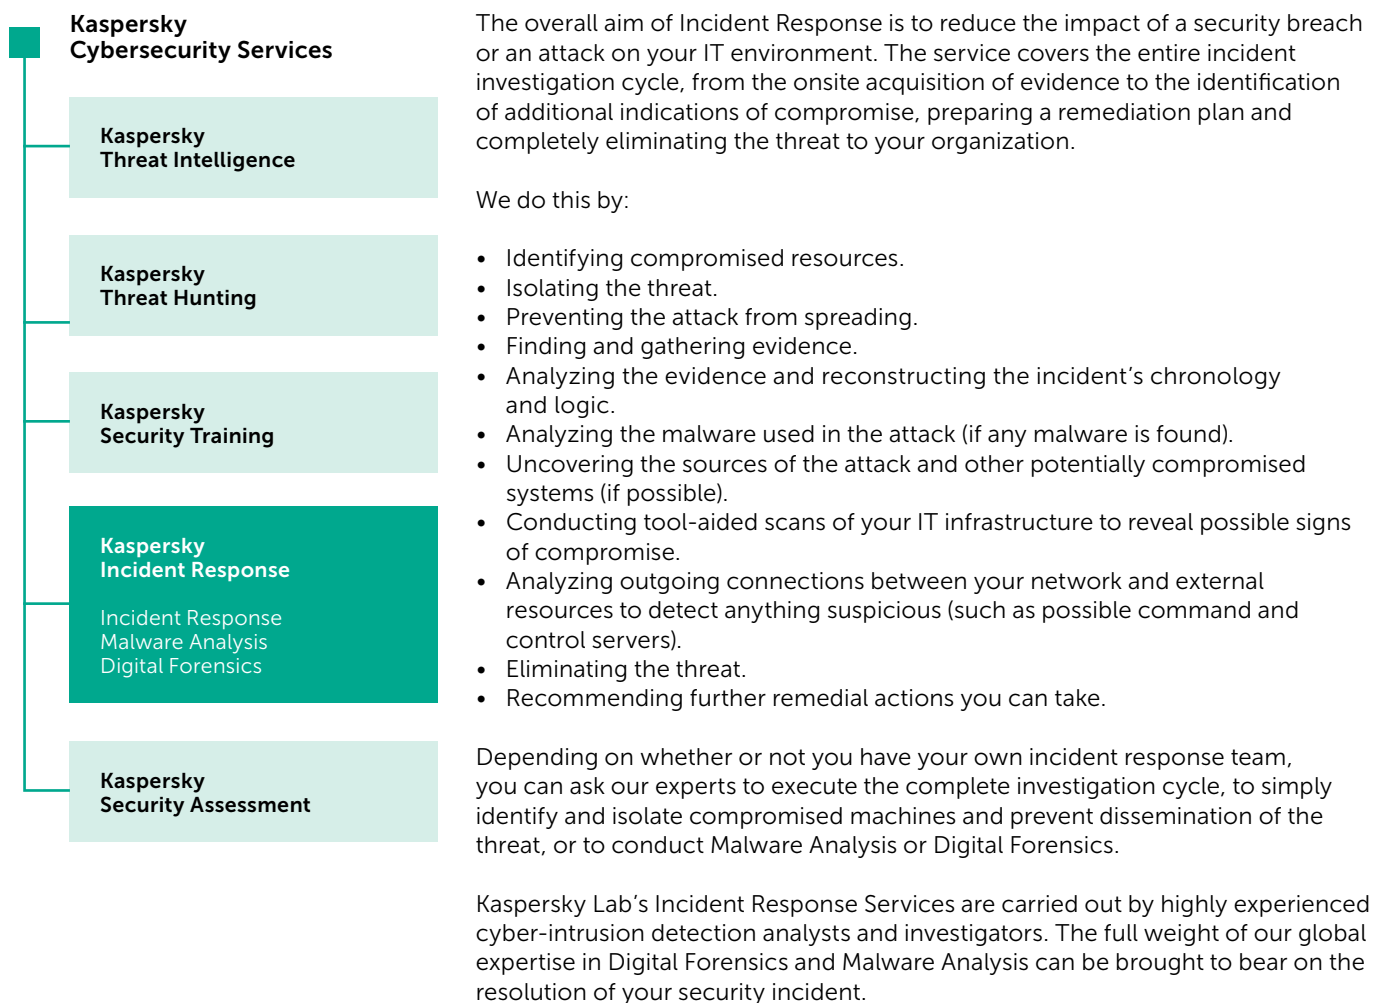 Kaspersky
Cybersecurity Services
Kaspersky
Threat Intelligence
Kaspersky
Threat Hunting
Kaspersky
Security Training
Kaspersky
Incident Response
Incident Response
Malware Analysis
Digital Forensics
Kaspersky
Security Assessment
The overall aim of Incident Response is to reduce the impact of a security breach
or an attack on your IT environment. The service covers the entire incident
investigation cycle, from the onsite acquisition of evidence to the identification
of additional indications of compromise, preparing a remediation plan and
completely eliminating the threat to your organization.
We do this by:
• Identifying compromised resources.
• Isolating the threat.
• Preventing the attack from spreading.
• Finding and gathering evidence.
• Analyzing the evidence and reconstructing the incident’s chronology
and logic.
• Analyzing the malware used in the attack (if any malware is found).
• Uncovering the sources of the attack and other potentially compromised
systems (if possible).
• Conducting tool-aided scans of your IT infrastructure to reveal possible signs
of compromise.
• Analyzing outgoing connections between your network and external
resources to detect anything suspicious (such as possible command and
control servers).
• Eliminating the threat.
• Recommending further remedial actions you can take.
Depending on whether or not you have your own incident response team,
you can ask our experts to execute the complete investigation cycle, to simply
identify and isolate compromised machines and prevent dissemination of the
threat, or to conduct Malware Analysis or Digital Forensics.
Kaspersky Lab’s Incident Response Services are carried out by highly experienced
cyber-intrusion detection analysts and investigators. The full weight of our global
expertise in Digital Forensics and Malware Analysis can be brought to bear on the
resolution of your security incident.